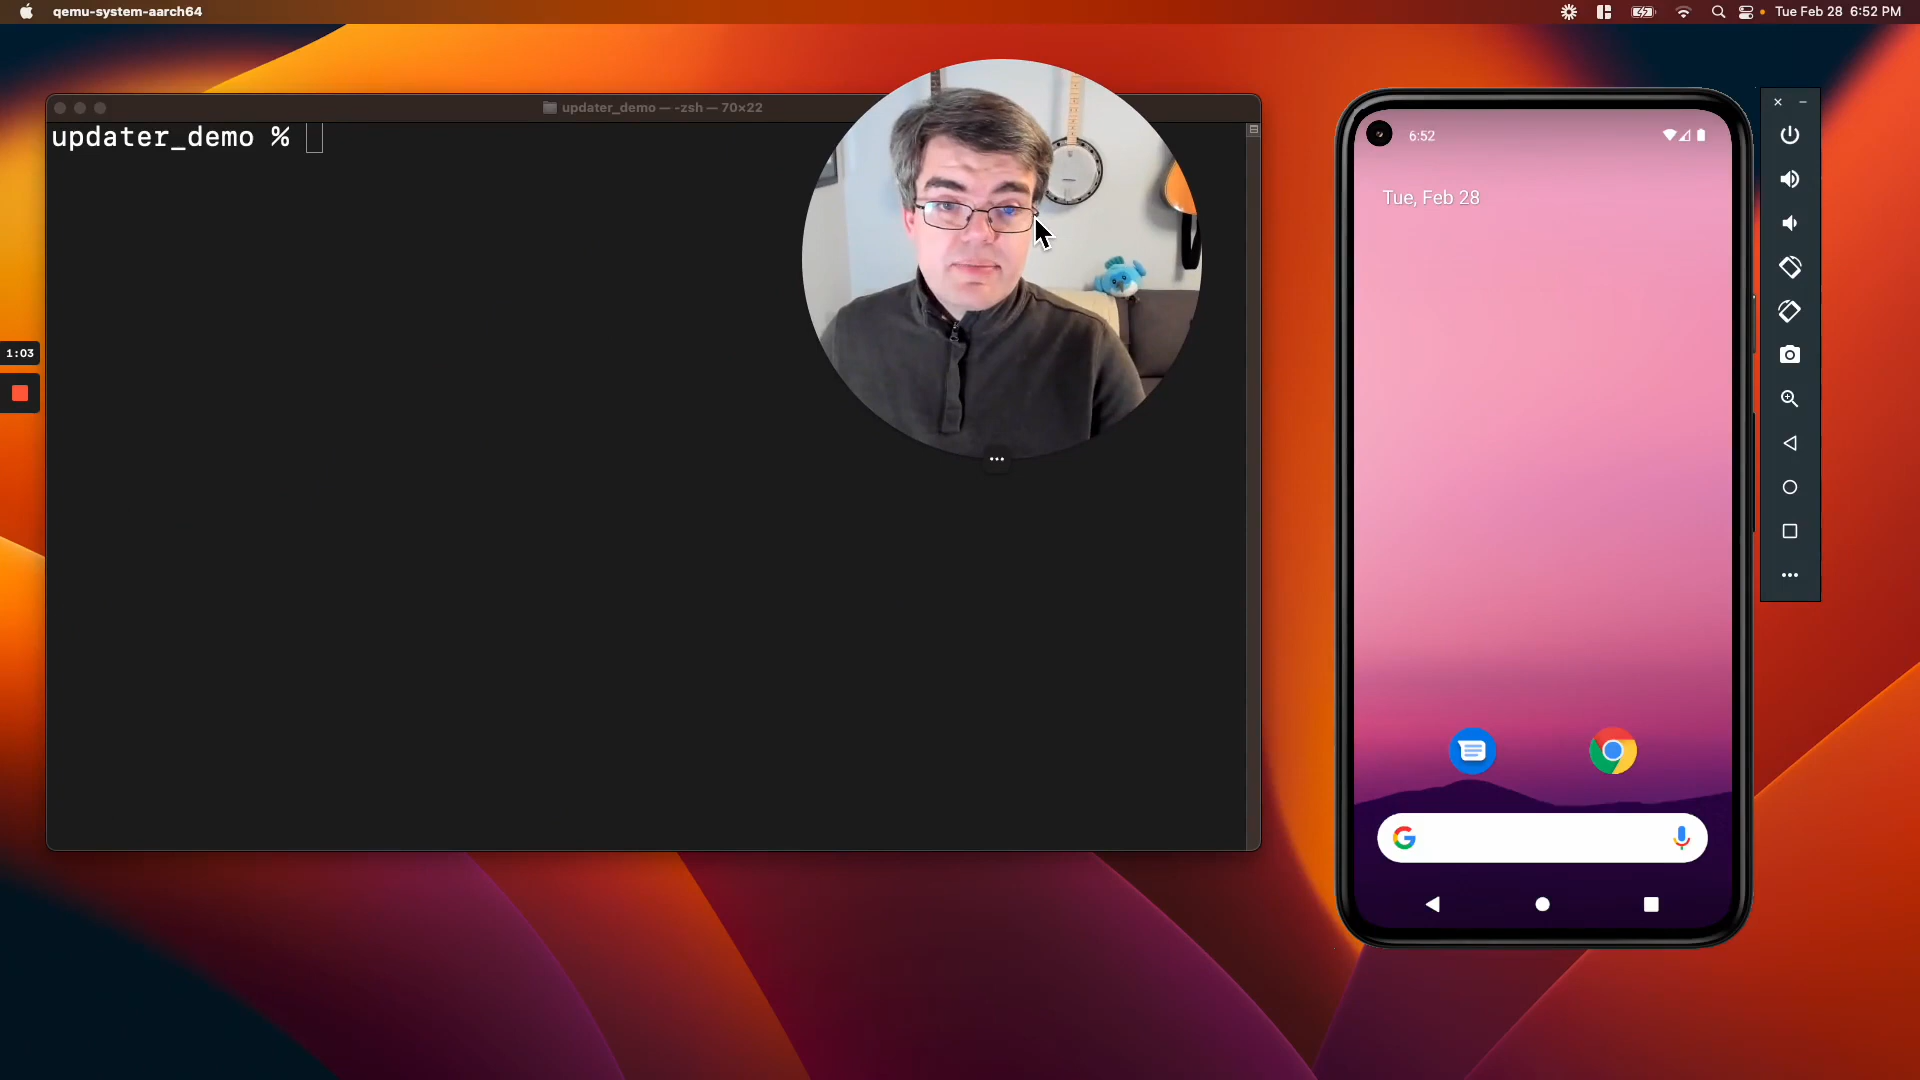 qemu-system-aarch64
Tue Feb 28 6:52 PM
updater_demo — -zsh — 70×22
updater_demo %
1:03
6:52
Tue, Feb 28